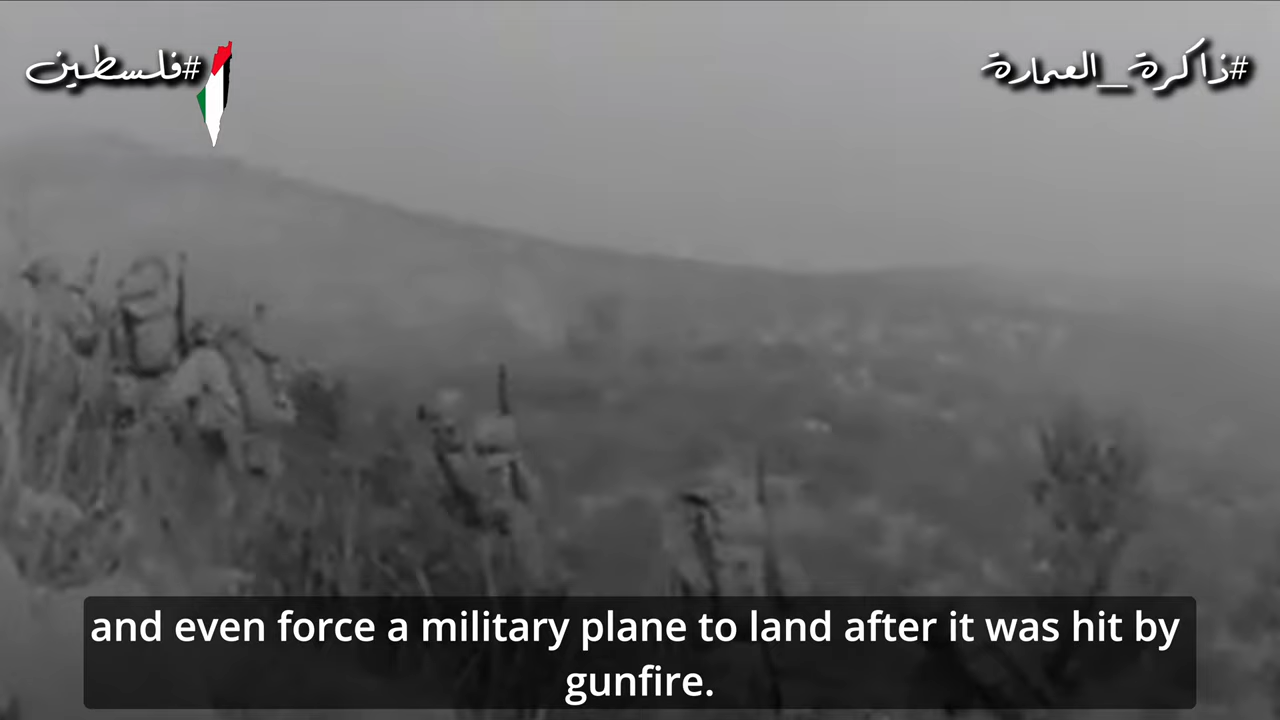 #فلسطين
#ذاكرة_العمارة
and even force a military plane to land after it was hit by
gunfire.